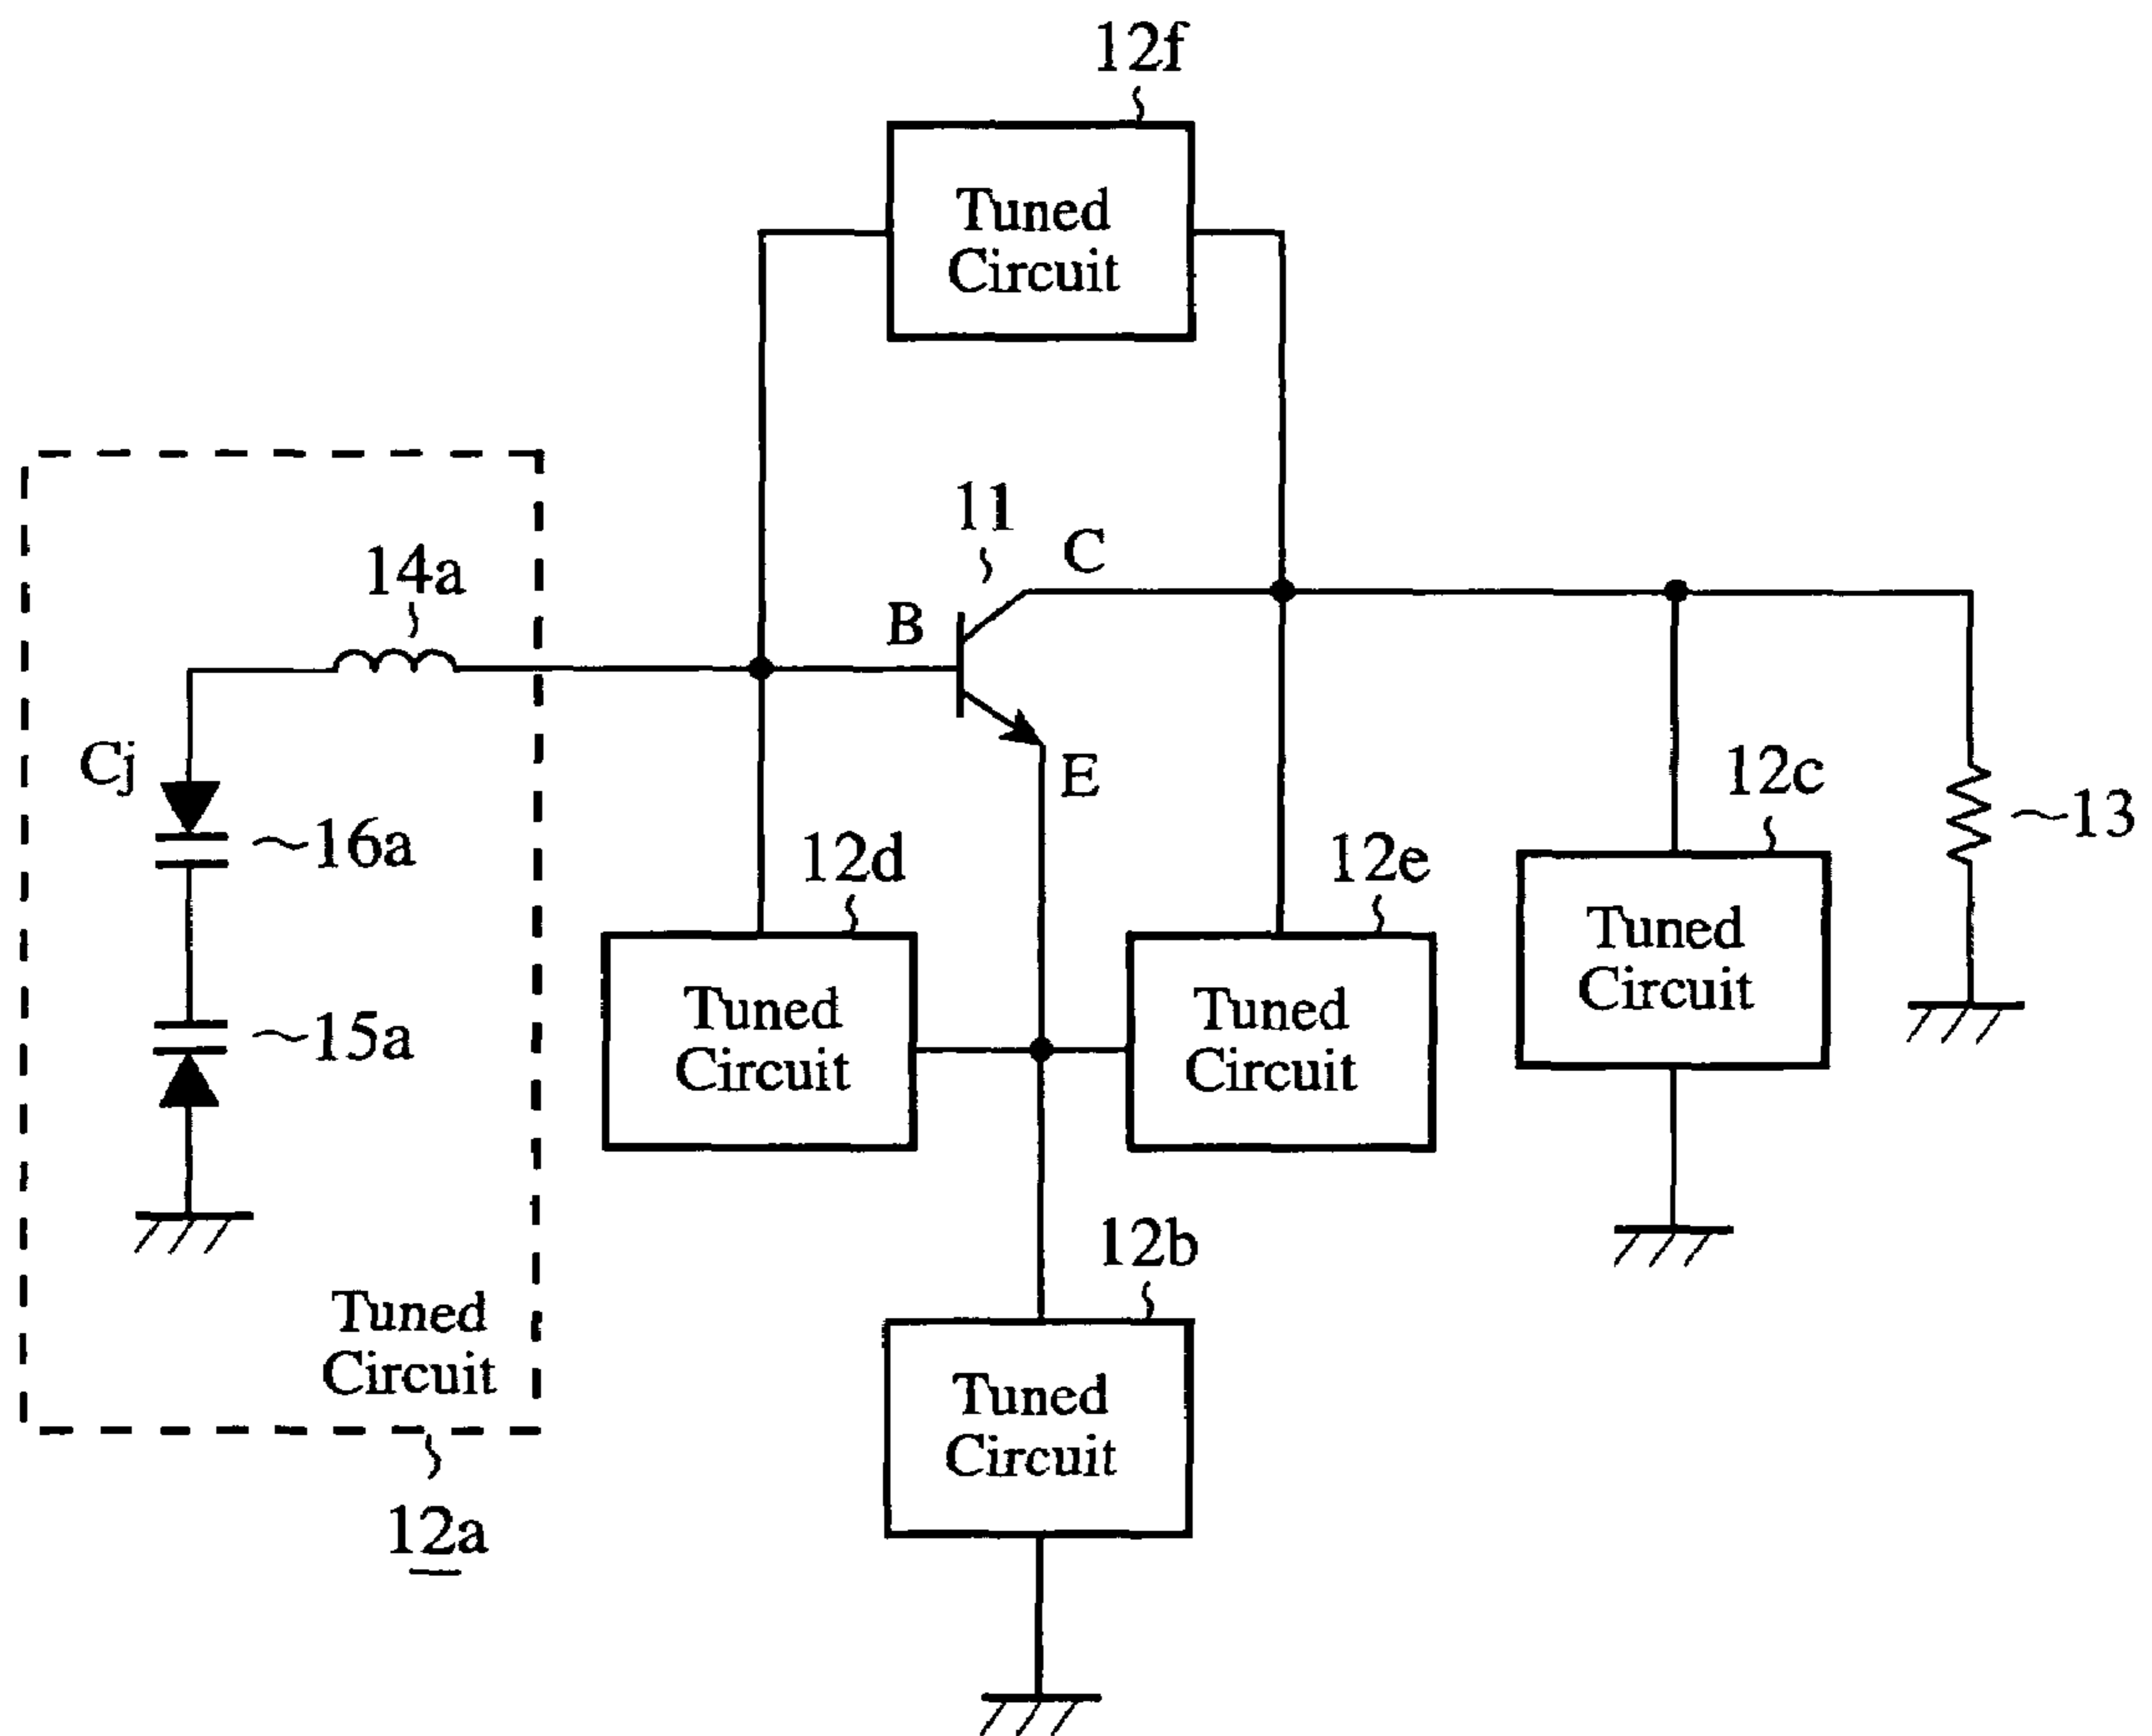 12f
Tuned
Circuit
11
C
14a
B
Cj
E
12c
16a
13
12d
12e
Tuned
Circuit
15a
Tuned
Circuit
Tuned
Circuit
12b
Tuned
Circuit
Tuned
Circuit
12a